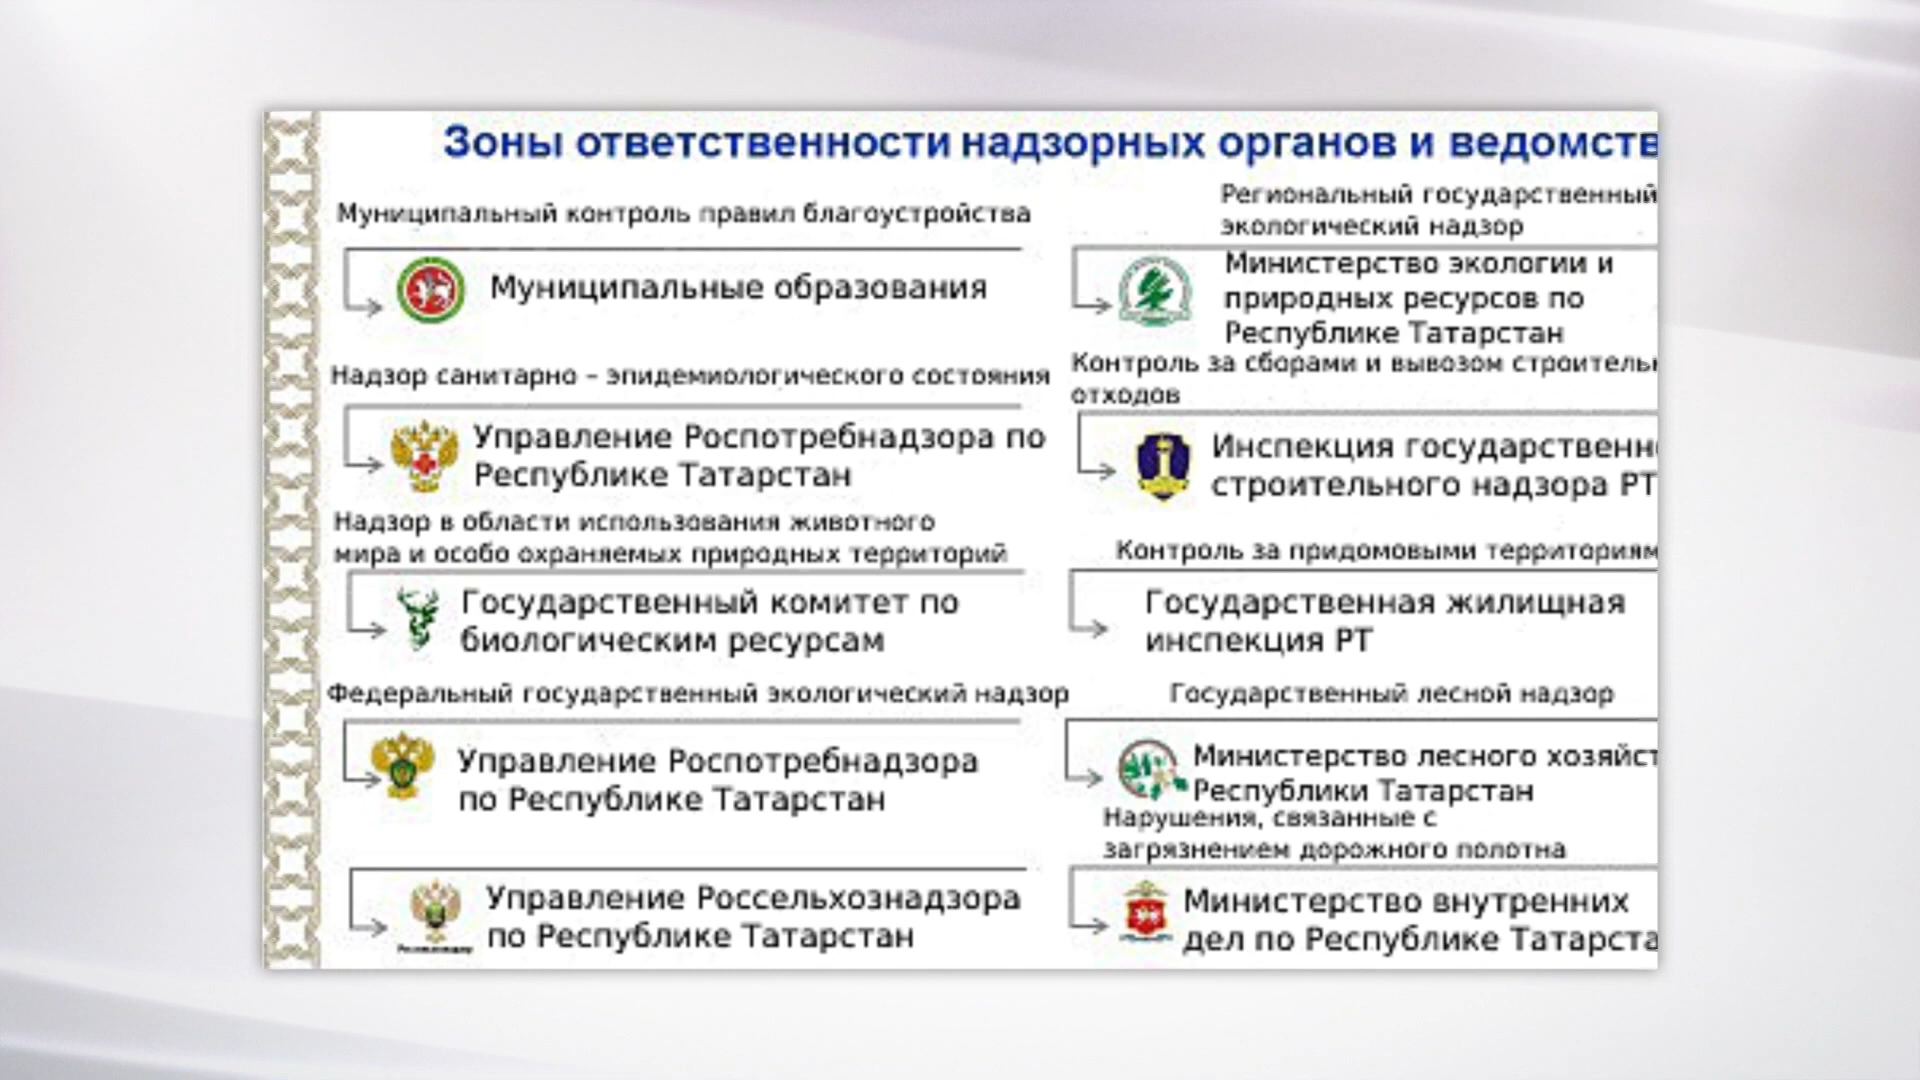 Зоны ответственности надзорных органов и ведомств
Муниципальный контроль правил благоустройства
Муниципальные образования
Надзор санитарно – эпидемиологического состояния
Управление Роспотребнадзора по
Республике Татарстан
Надзор в области использования животного
мира и особо охраняемых природных территорий
Государственный комитет по
биологическим ресурсам
Федеральный государственный экологический надзор
Управление Роспотребнадзора
по Республике Татарстан
Управление Россельхознадзора
по Республике Татарстан
Региональный государственный
экологический надзор
Министерство экологии и
природных ресурсов по
Республике Татарстан
Контроль за сборами и вывозом строительн
отходов
Инспекция государственн
строительного надзора РТ
Контроль за придомовыми территориям
Государственная жилищная
инспекция РТ
Государственный лесной надзор
Министерство лесного хозяйст
Республики Татарстан
Нарушения, связанные с
загрязнением дорожного полотна
Министерство внутренних
дел по Республике Татарста